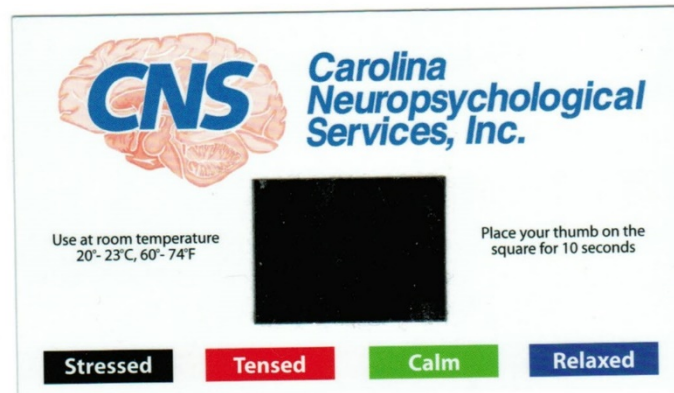 CNS
Carolina
Neuropsychological
Services, Inc.
Use at room temperature
20°- 23°C, 60°- 74°F
Place your thumb on the
square for 10 seconds
Stressed
Tensed
Calm
Relaxed